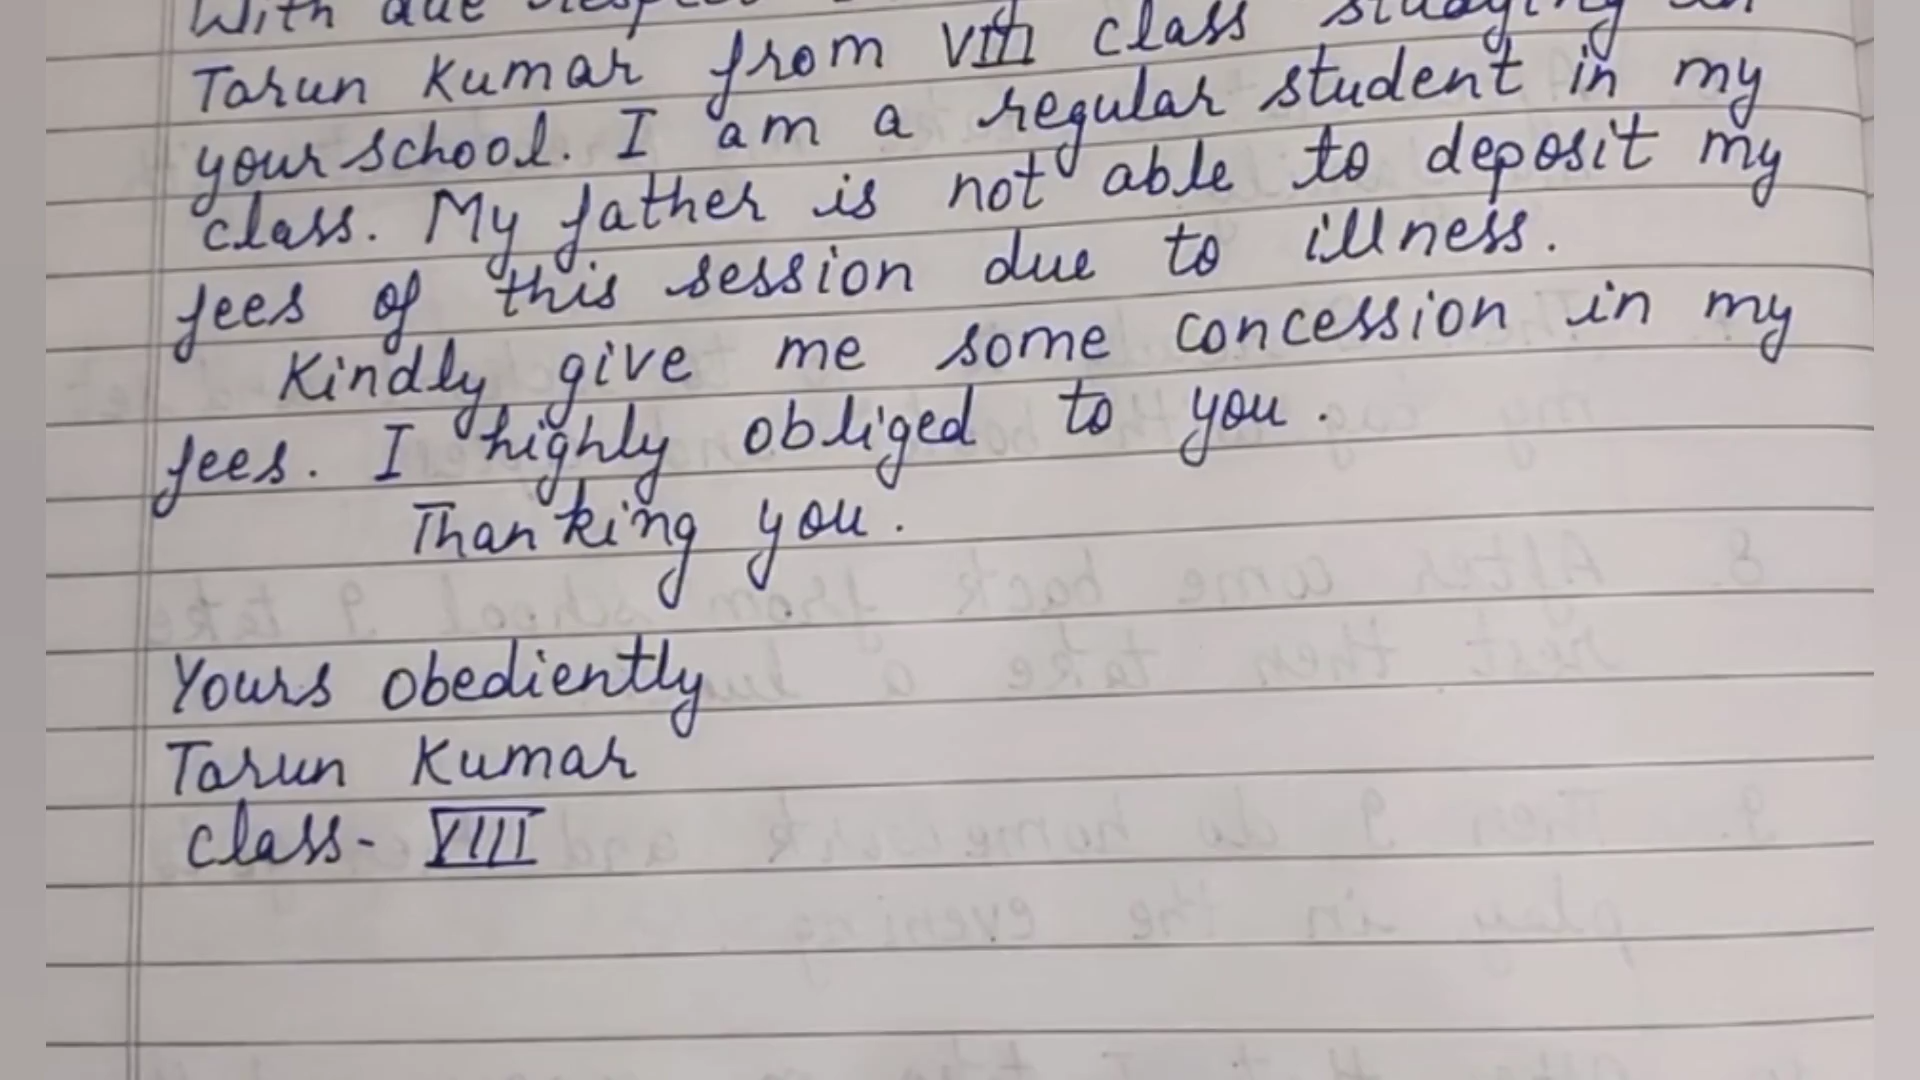 With due
Tarun Kumar from VIII class studying in
your school. I am a regular student in my
class. My father is not able to deposit my
fees of this session due to illness.
Kindly give me some concession in my
fees. I highly obliged to you.
Thanking you.
Yours obediently
Tarun Kumar
class- VIII